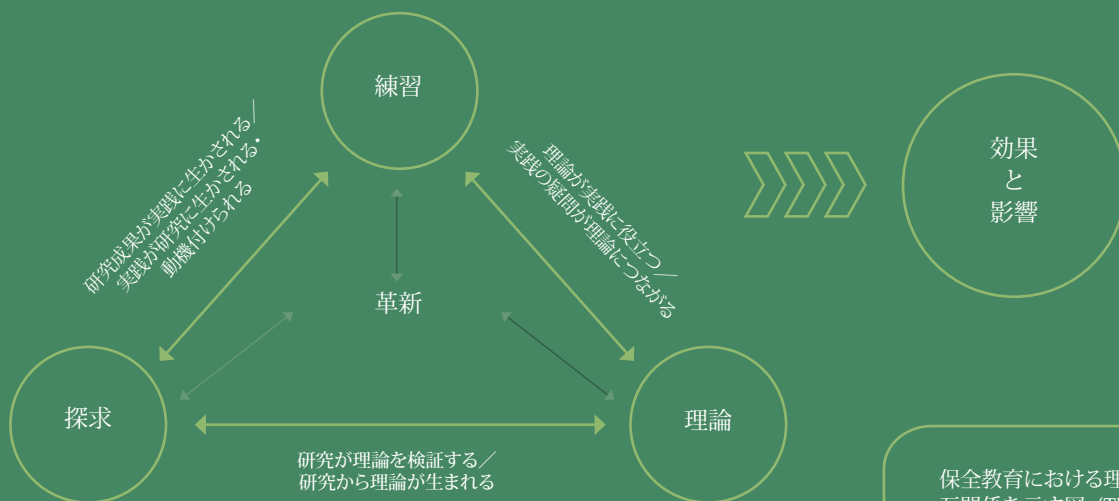 練習
研究成果が実践に生かされる／
実践が研究に生かされる・
動機付けられる
理論が実践に役立つ／
実践の疑問が理論につながる
革新
探求
理論
研究が理論を検証する／
研究から理論が生まれる
効果
と
影響
保全教育における理